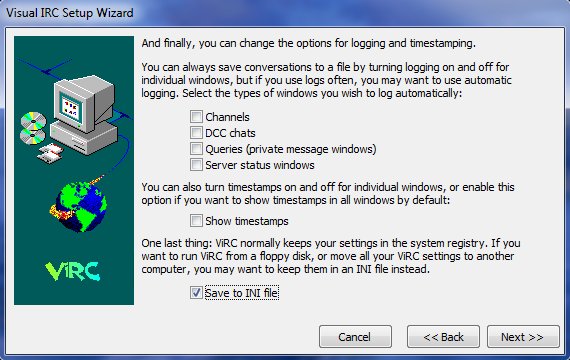 Visual IRC Setup Wizard
And finally, you can change the options for logging and timestamping.
You can always save conversations to a file by turning logging on and off for
individual windows, but if you use logs often, you may want to use automatic
logging. Select the types of windows you wish to log automatically:
Channels
DCC chats
Queries (private message windows)
Server status windows
You can also turn timestamps on and off for individual windows, or enable this
option if you want to show timestamps in all windows by default:
Show timestamps
One last thing: ViRC normally keeps your settings in the system registry. If you
want to run ViRC from a floppy disk, or move all your ViRC settings to another
computer, you may want to keep them in an INI file instead.
Save to INI file
ViRC
Cancel
<< Back
Next >>